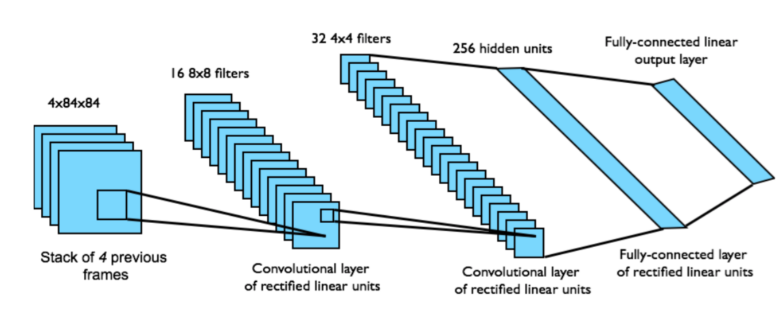 4x84x84
Stack of 4 previous
frames
16 8x8 filters
Convolutional layer
of rectified linear units
32 4x4 filters
Convolutional layer
of rectified linear units
256 hidden units
Fully-connected layer
of rectified linear units
Fully-connected linear
output layer